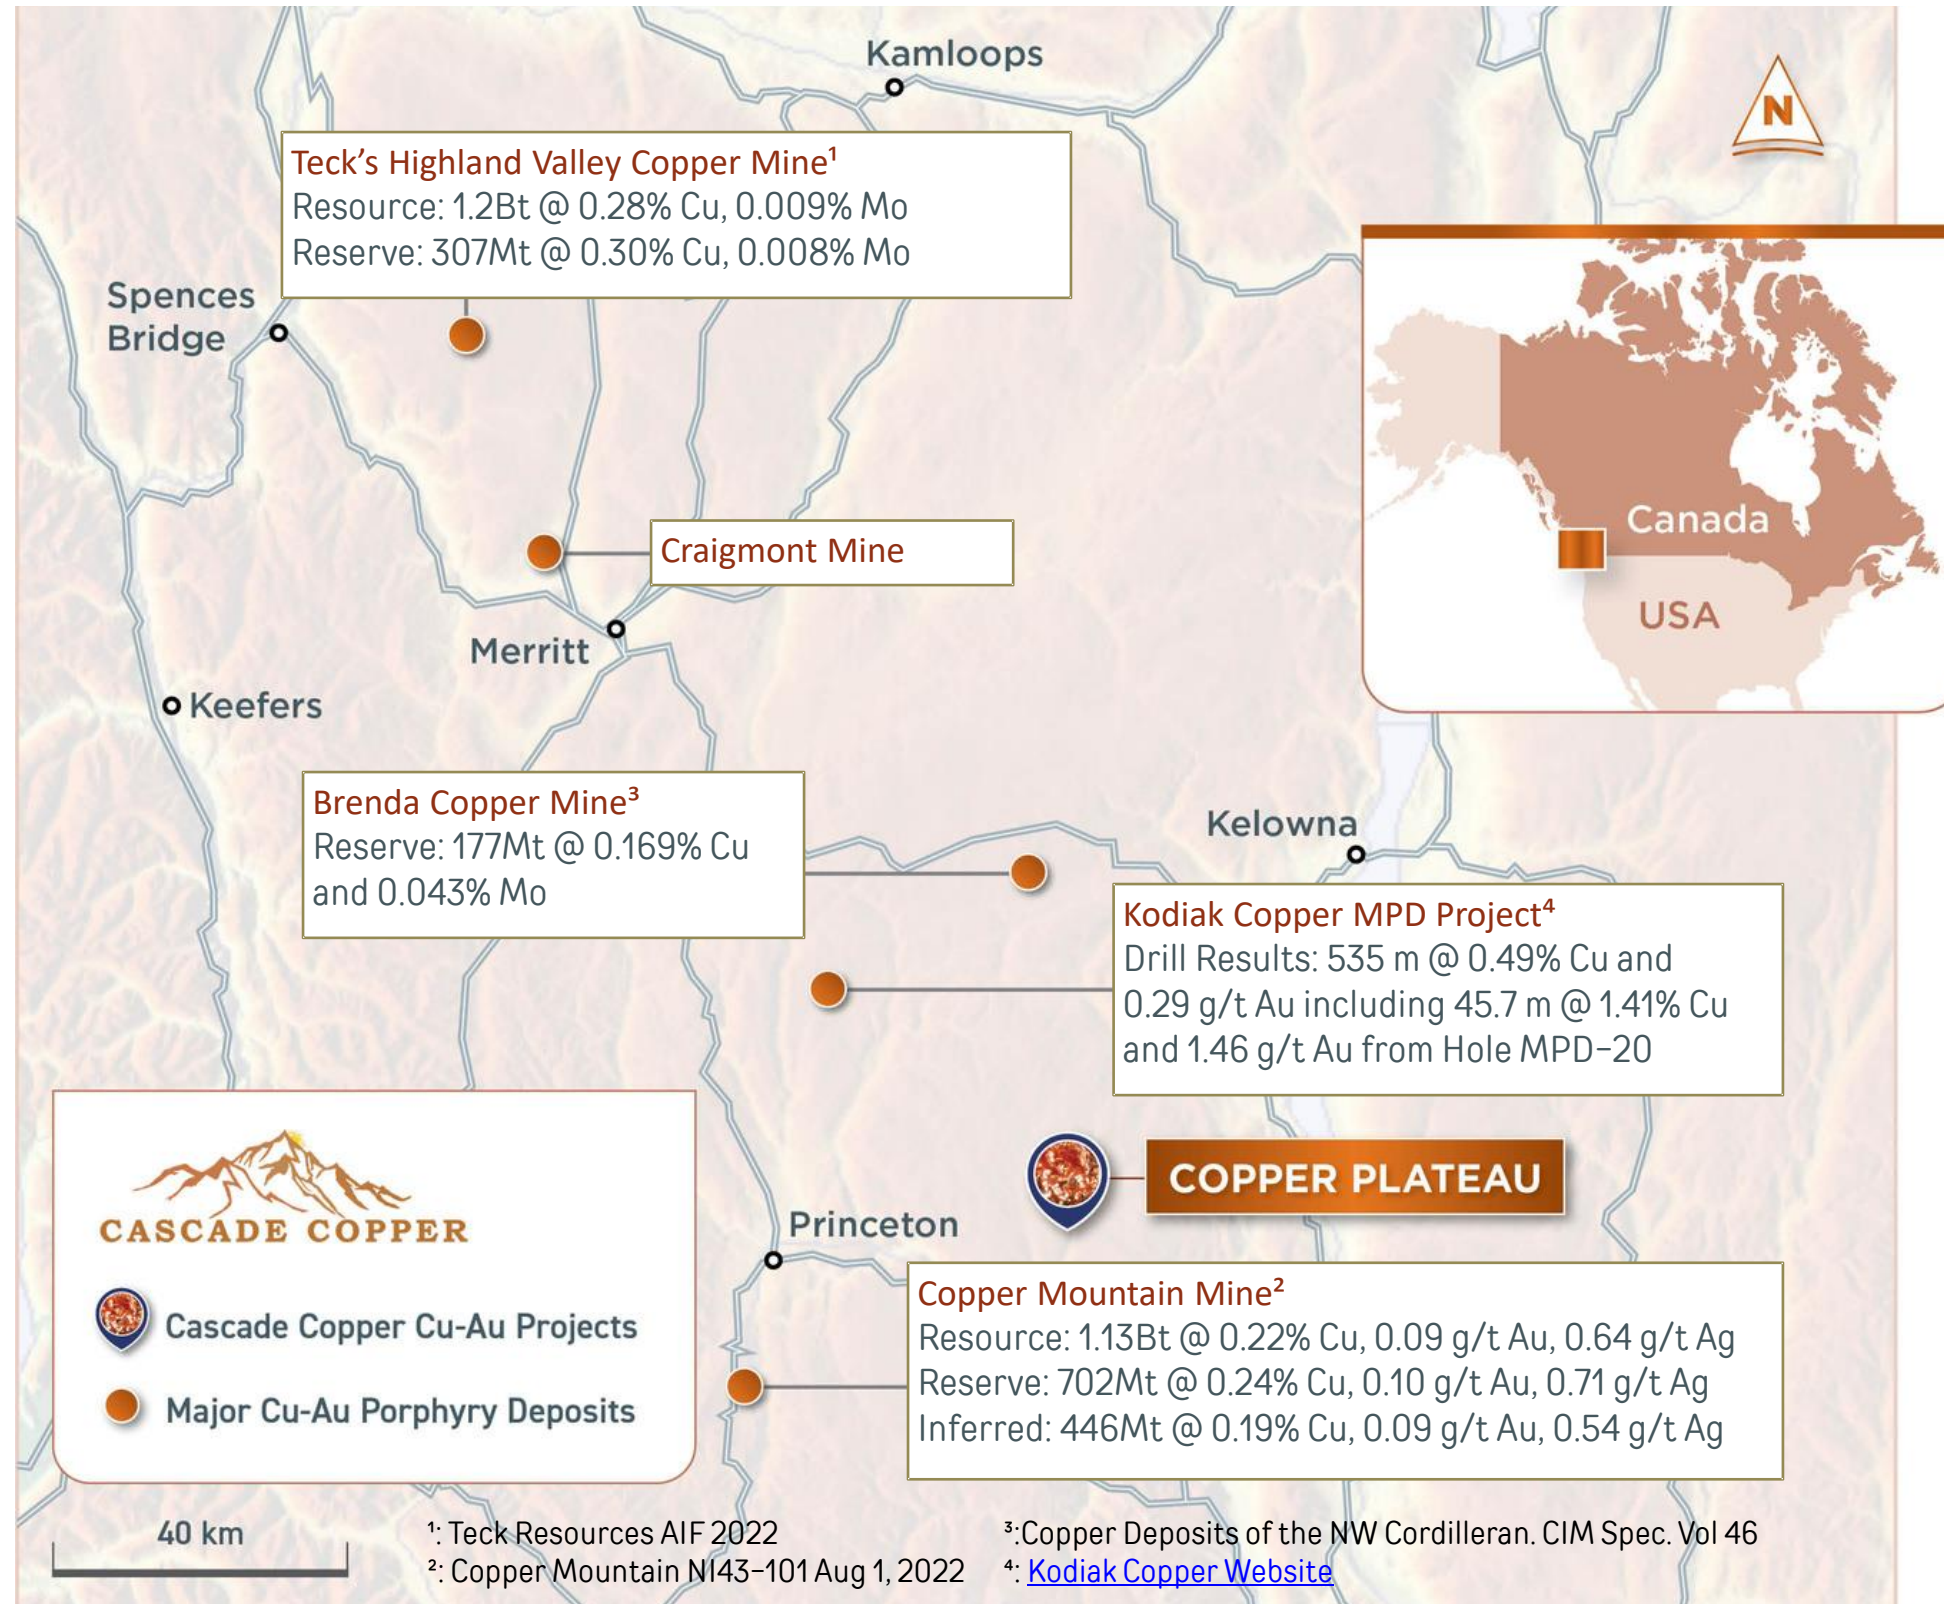 Kamloops
N
Teck's Highland Valley Copper Mine¹
Resource: 1.2Bt @ 0.28% Cu, 0.009% Mo
Reserve: 307Mt @ 0.30% Cu, 0.008% Mo
Spences
Bridge
Canada
USA
Craigmont Mine
Merritt
Keefers
Brenda Copper Mine³
Reserve: 177Mt @ 0.169% Cu
and 0.043% Mo
Kelowna
Kodiak Copper MPD Project⁴
Drill Results: 535 m @ 0.49% Cu and
0.29 g/t Au including 45.7 m @ 1.41% Cu
and 1.46 g/t Au from Hole MPD-20
COPPER PLATEAU
Princeton
Copper Mountain Mine²
Resource: 1.13Bt @ 0.22% Cu, 0.09 g/t Au, 0.64 g/t Ag
Reserve: 702Mt @ 0.24% Cu, 0.10 g/t Au, 0.71 g/t Ag
Inferred: 446Mt @ 0.19% Cu, 0.09 g/t Au, 0.54 g/t Ag
CASCADE COPPER
Cascade Copper Cu-Au Projects
Major Cu-Au Porphyry Deposits
40 km
¹: Teck Resources AIF 2022
²: Copper Mountain NI43-101 Aug 1, 2022
³:Copper Deposits of the NW Cordilleran. CIM Spec. Vol 46
⁴: Kodiak Copper Website